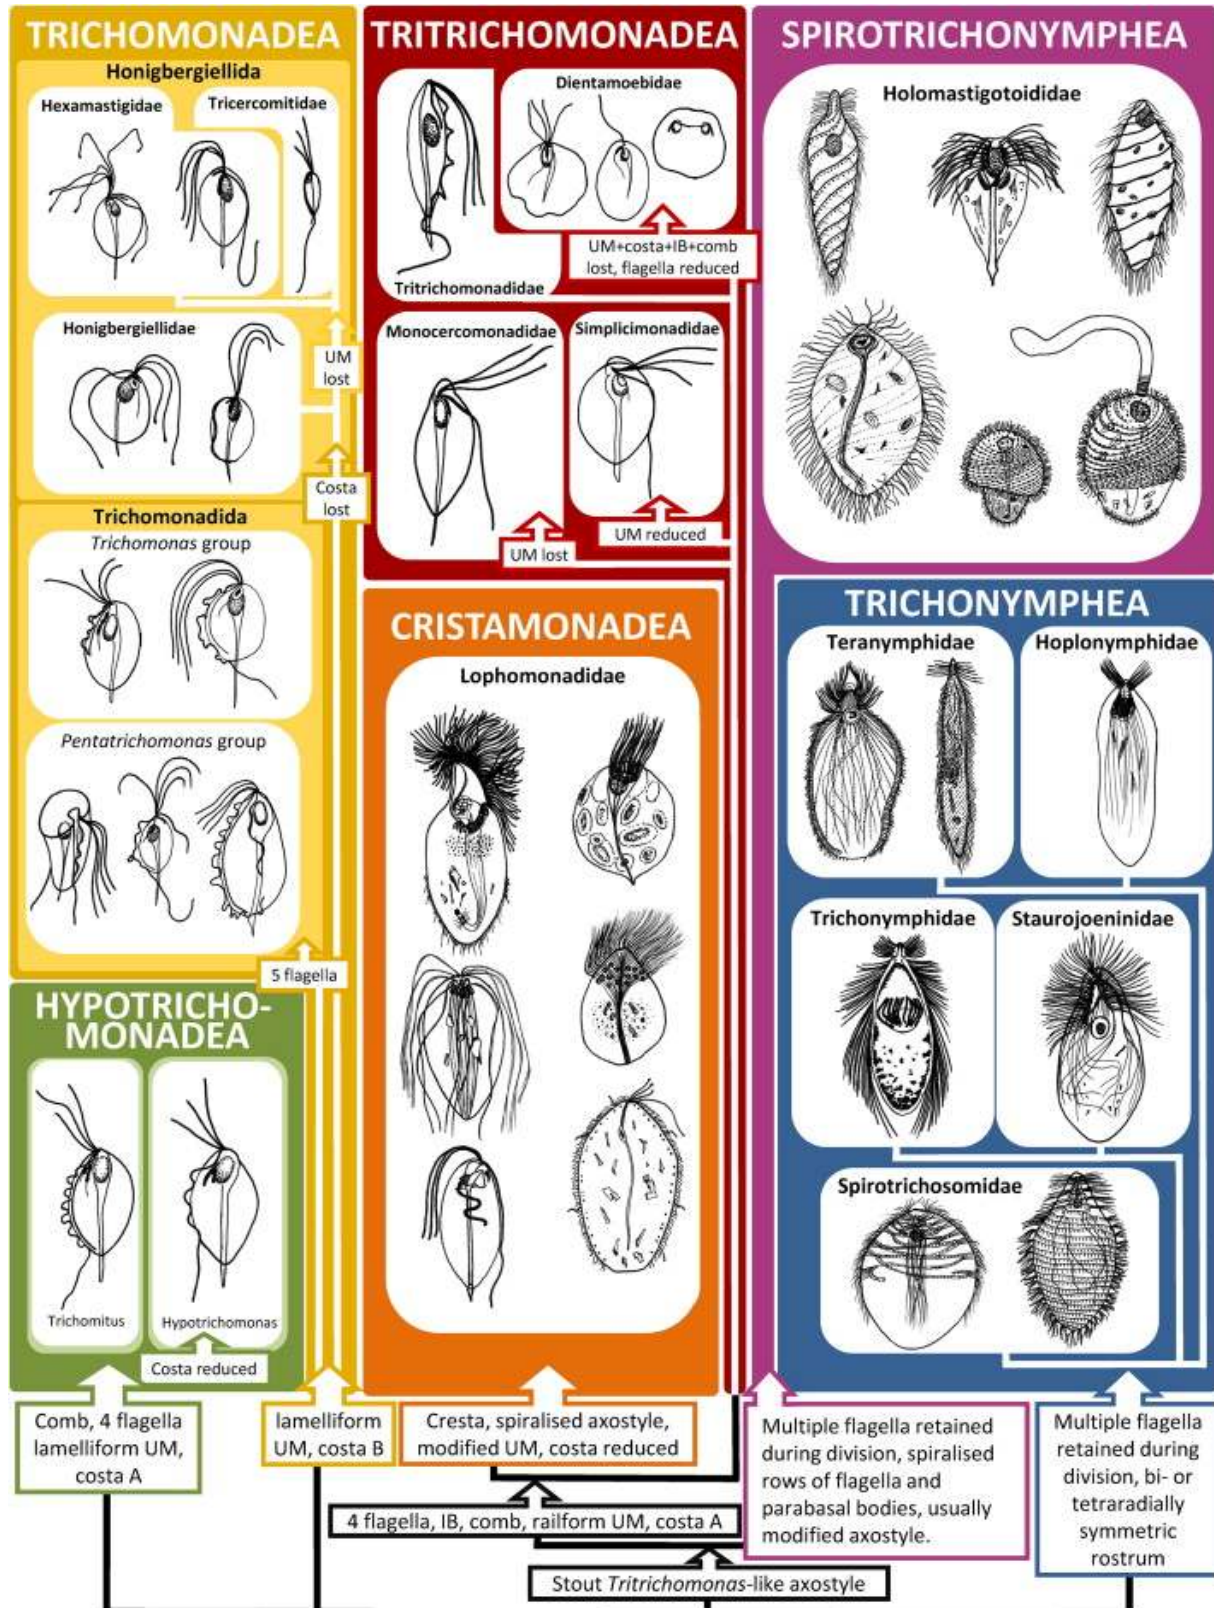 TRICHOMONADEA
Honigbergiellida
Hexamastigidae
Tricercomitidae
Honigbergiellidae
UM
lost
Costa
lost
Trichomonadida
Trichomonas group
Pentatrichomonas group
5 flagella
HYPOTRICHO-
MONADEA
Trichomitus
Hypotrichomonas
Costa reduced
Comb, 4 flagella
lamelliform UM,
costa A
lamelliform
UM, costa B
TRITRICHOMONADEA
Dientamoebidae
UM+costa+IB+comb
lost, flagella reduced
Tritrichomonadidae
Monocercomonadidae
Simplicimonadidae
UM reduced
UM lost
CRISTAMONADEA
Lophomonadidae
Cresta, spiralised axostyle,
modified UM, costa reduced
4 flagella, IB, comb, railform UM, costa A
Stout Tritrichomonas-like axostyle
SPIROTRICHONYMPHEA
Holomastigotoididae
Multiple flagella retained
during division, spiralised
rows of flagella and
parabasal bodies, usually
modified axostyle.
TRICHONYMPHEA
Teranymphidae
Hoplonymphidae
Trichonymphidae
Staurojoeninidae
Spirotrichosomidae
Multiple flagella
retained during
division, bi- or
tetraradially
symmetric
rostrum